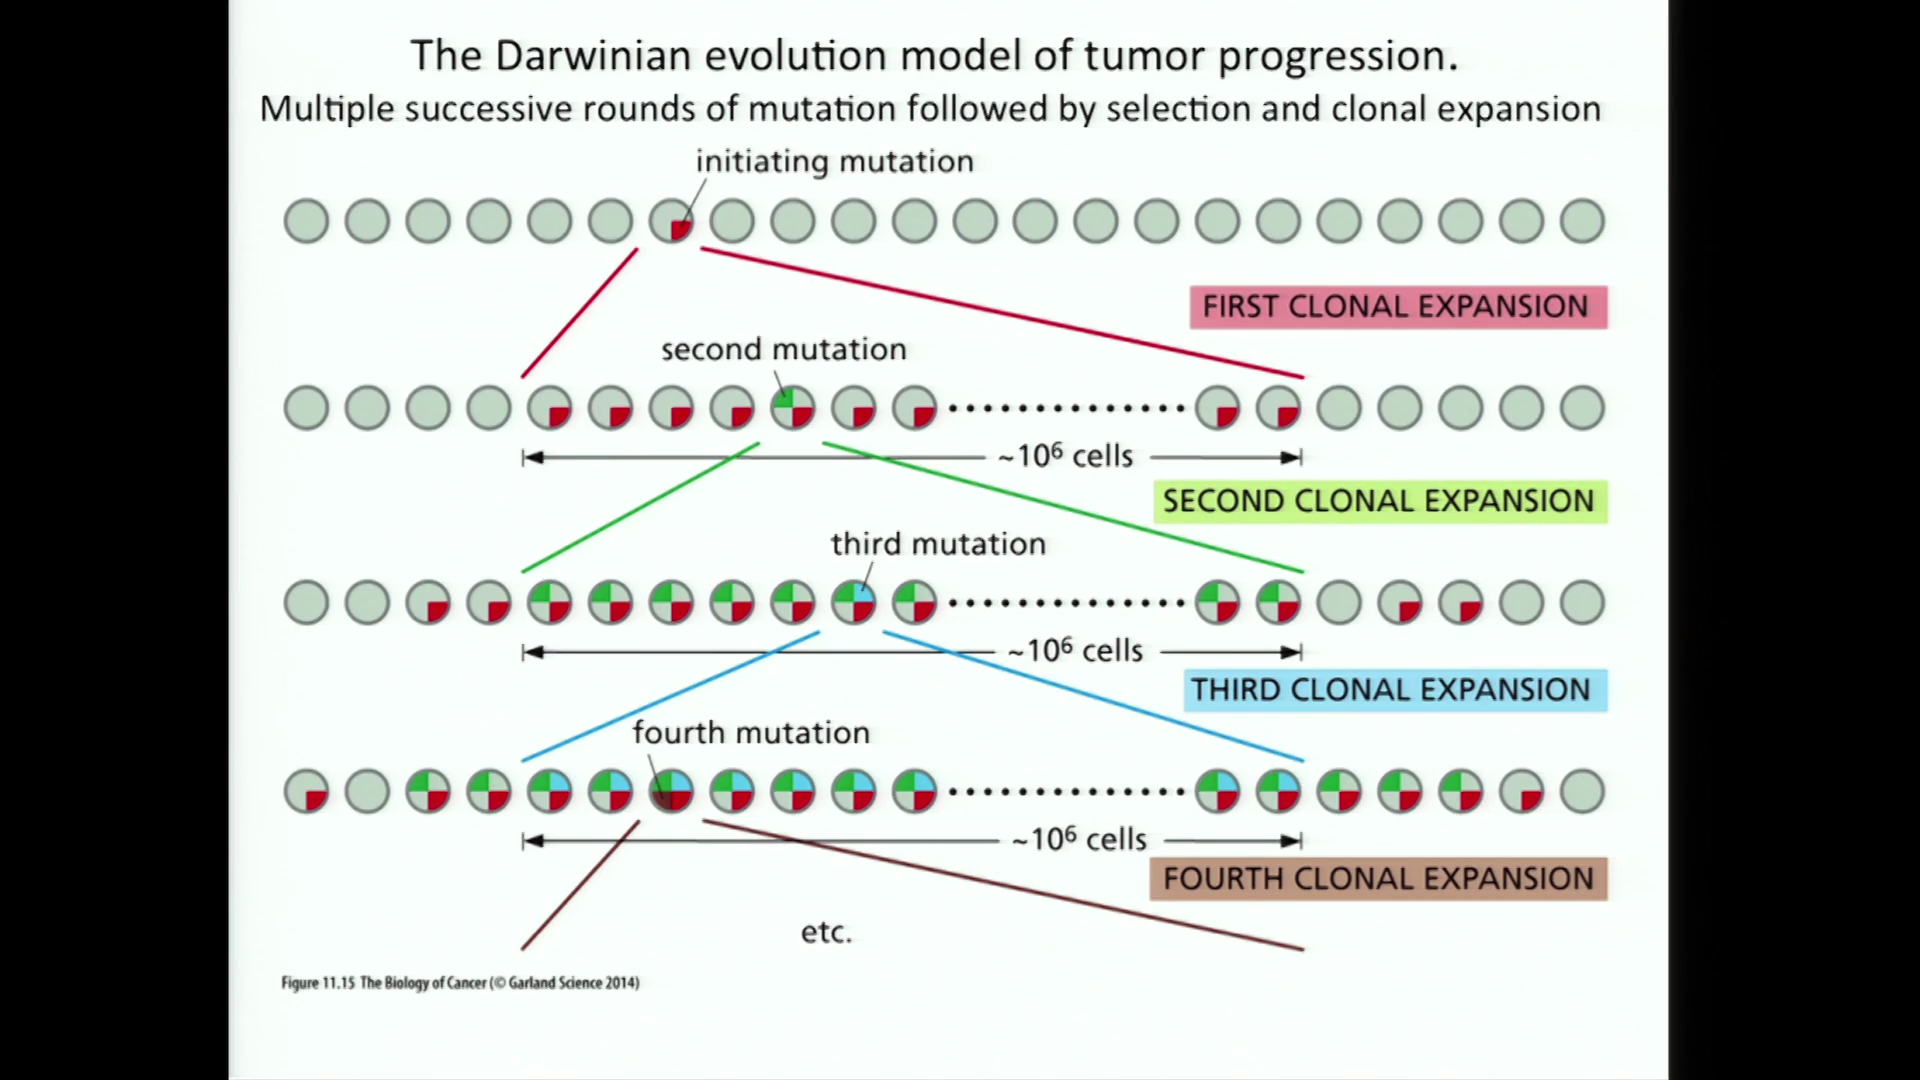 The Darwinian evolution model of tumor progression.
Multiple successive rounds of mutation followed by selection and clonal expansion
initiating mutation
FIRST CLONAL EXPANSION
second mutation
~10⁶ cells
SECOND CLONAL EXPANSION
third mutation
~10⁶ cells
THIRD CLONAL EXPANSION
fourth mutation
~10⁶ cells
FOURTH CLONAL EXPANSION
etc.
Figure 11.15 The Biology of Cancer (© Garland Science 2014)